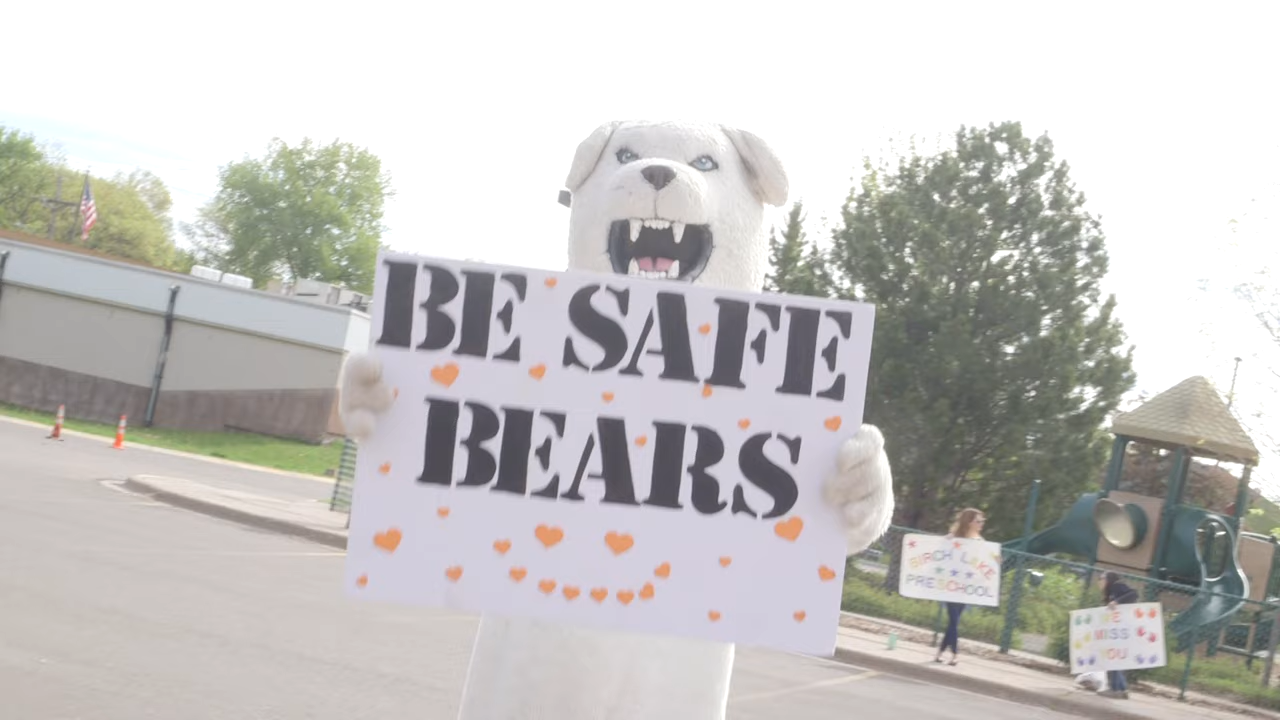 BE SAFE
BEARS
BIRCH LAKE
PRESCHOOL
WE
MISS
YOU